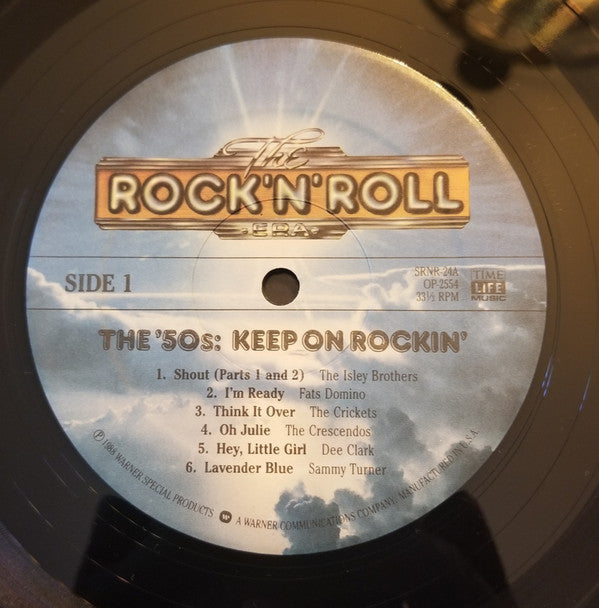 The
ROCK'N'ROLL
·ERA·
SIDE 1
SRNR-24A
OP-2554
33⅓ RPM
TIME
LIFE
MUSIC
THE '50s: KEEP ON ROCKIN'
1. Shout (Parts 1 and 2) The Isley Brothers
2. I'm Ready Fats Domino
3. Think It Over The Crickets
4. Oh Julie The Crescendos
5. Hey, Little Girl Dee Clark
6. Lavender Blue Sammy Turner
Ⓟ 1988 WARNER SPECIAL PRODUCTS A WARNER COMMUNICATIONS COMPANY. MANUFACTURED IN U.S.A.